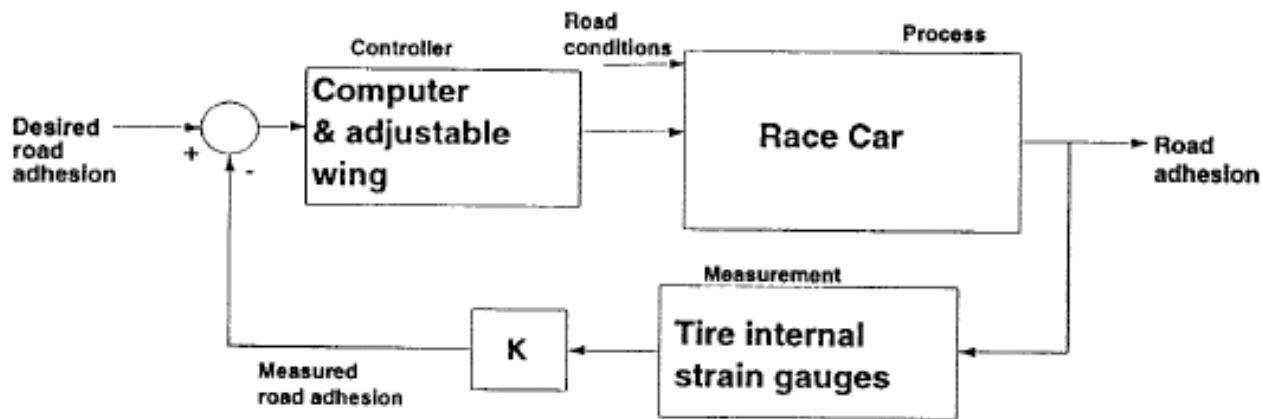 Road
conditions
Process
Controller
Computer
& adjustable
wing
Race Car
Desired
road
adhesion
+
-
Road
adhesion
Measurement
Tire internal
strain gauges
K
Measured
road adhesion